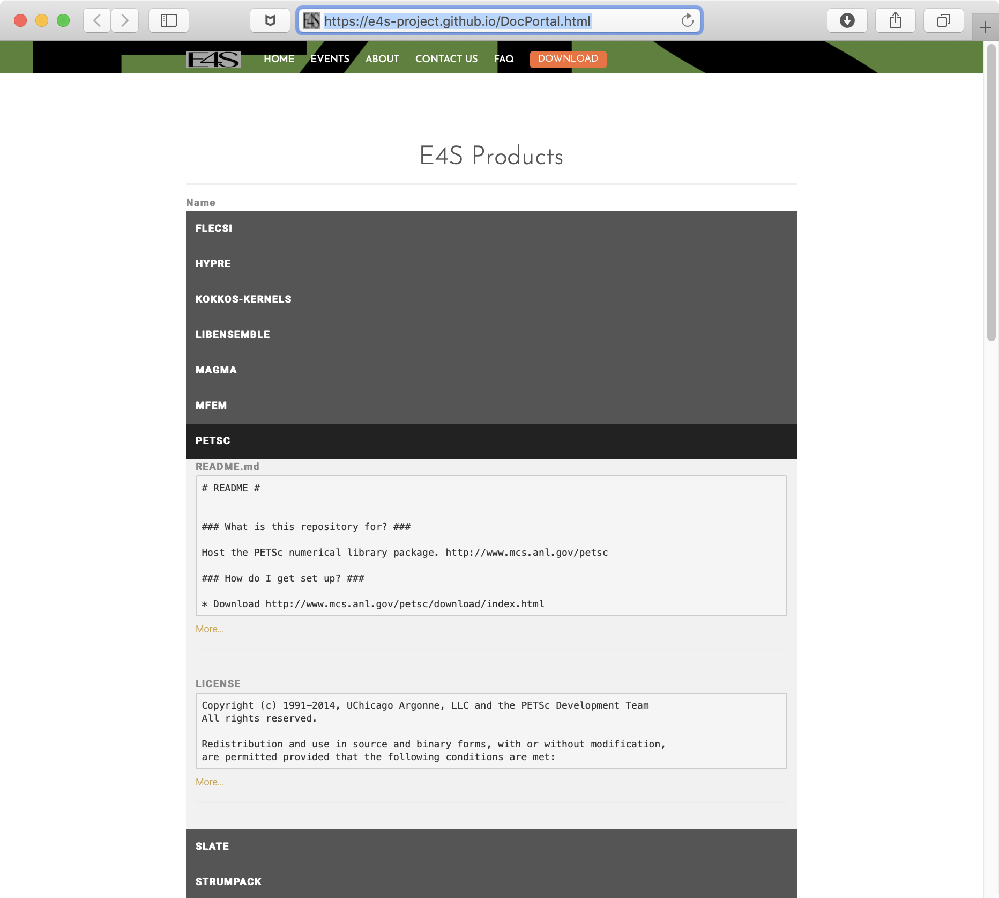 https://e4s-project.github.io/DocPortal.html
E4S HOME EVENTS ABOUT CONTACT US FAQ DOWNLOAD
E4S Products
Name
FLECSI
HYPRE
KOKKOS-KERNELS
LIBENSEMBLE
MAGMA
MFEM
PETSC
README.md
# README #
### What is this repository for? ###
Host the PETSc numerical library package. http://www.mcs.anl.gov/petsc
### How do I get set up? ###
* Download http://www.mcs.anl.gov/petsc/download/index.html
More...
LICENSE
Copyright (c) 1991-2014, UChicago Argonne, LLC and the PETSc Development Team
All rights reserved.
Redistribution and use in source and binary forms, with or without modification,
are permitted provided that the following conditions are met:
More...
SLATE
STRUMPACK